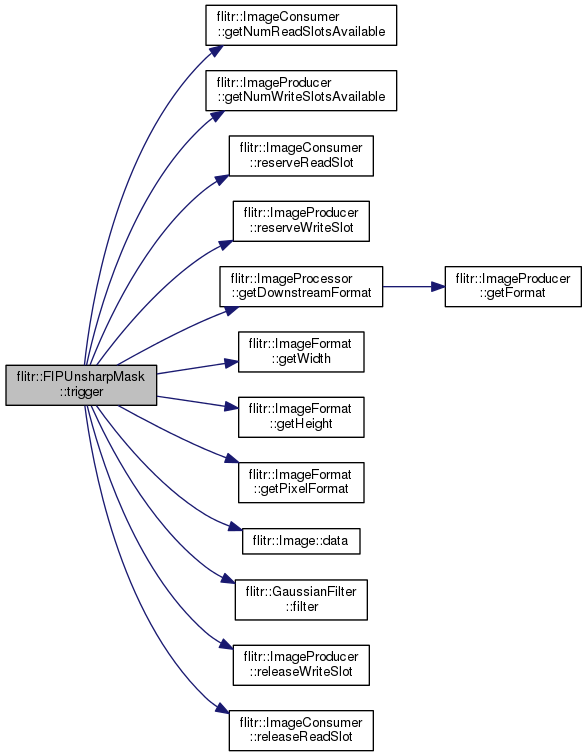 flitr::ImageConsumer
::getNumReadSlotsAvailable
flitr::ImageProducer
::getNumWriteSlotsAvailable
flitr::ImageConsumer
::reserveReadSlot
flitr::ImageProducer
::reserveWriteSlot
flitr::ImageProcessor
::getDownstreamFormat
flitr::ImageProducer
::getFormat
flitr::ImageFormat
::getWidth
flitr::FIPUnsharpMask
::trigger
flitr::ImageFormat
::getHeight
flitr::ImageFormat
::getPixelFormat
flitr::Image::data
flitr::GaussianFilter
::filter
flitr::ImageProducer
::releaseWriteSlot
flitr::ImageConsumer
::releaseReadSlot